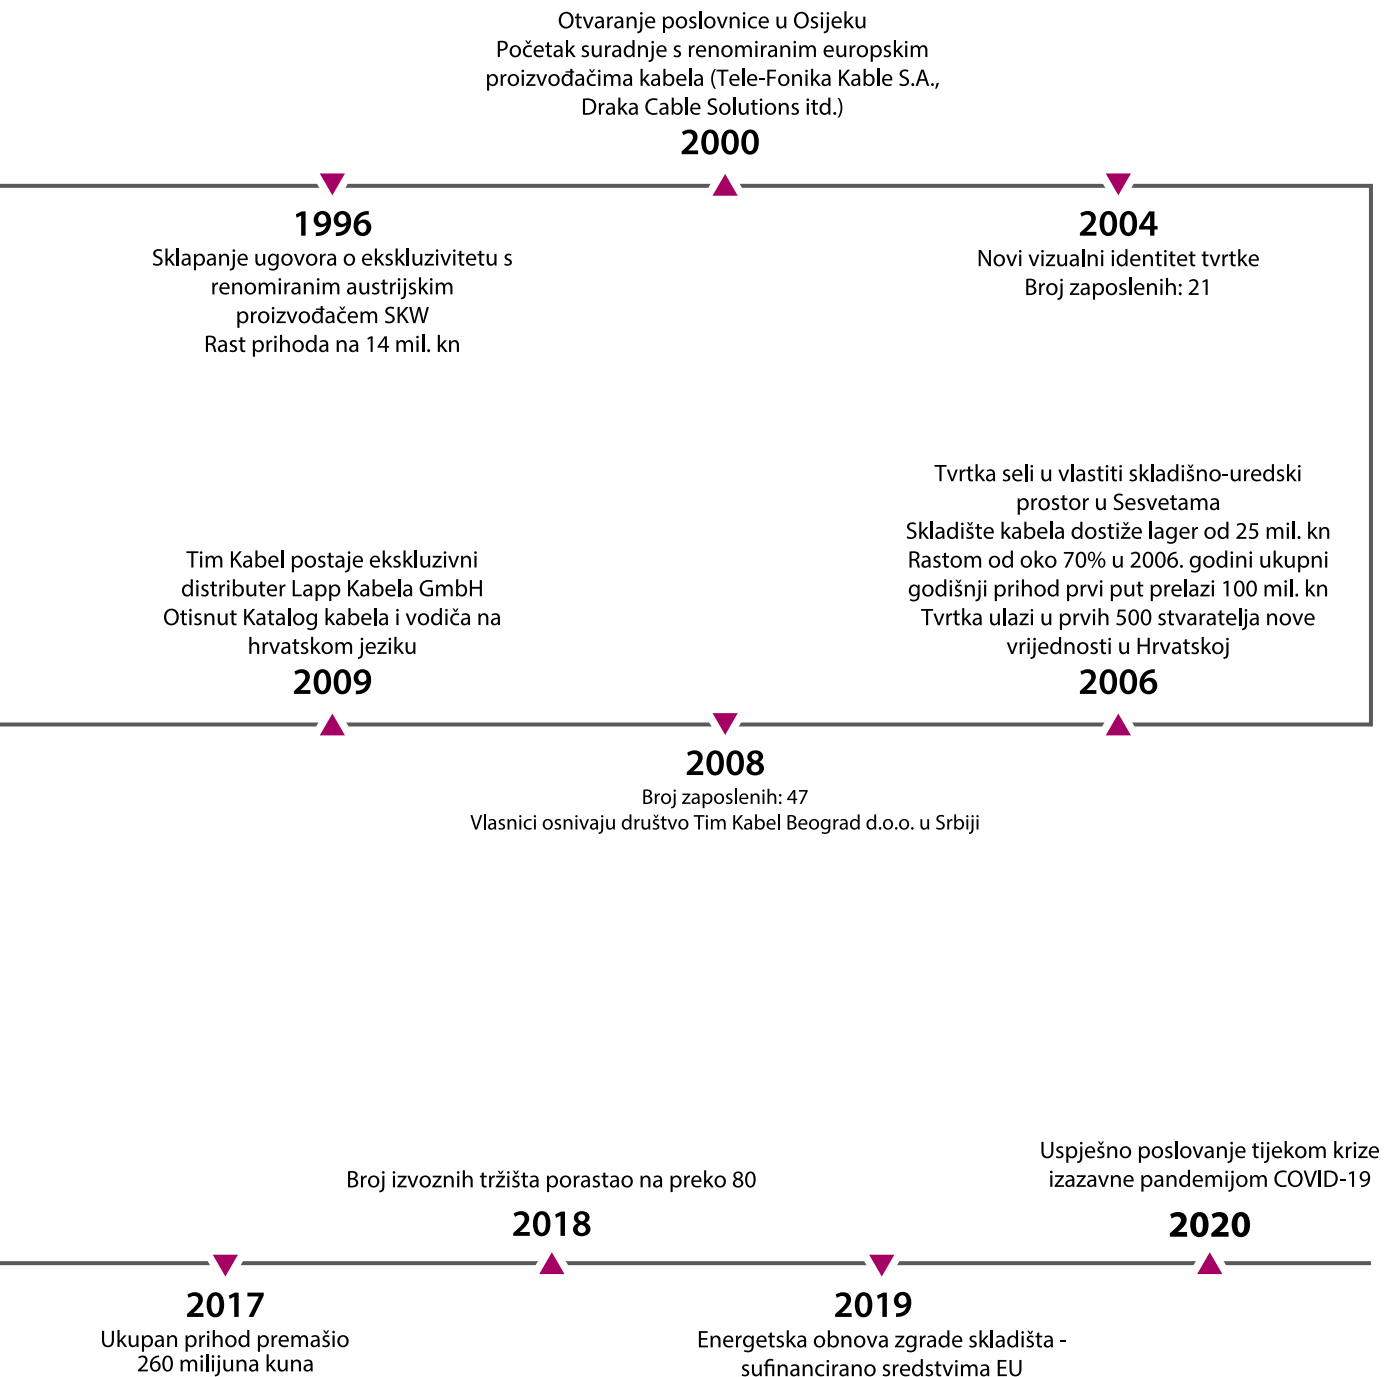 Otvaranje poslovnice u Osijeku
Početak suradnje s renomiranim europskim
proizvođačima kabela (Tele-Fonika Kable S.A.,
Draka Cable Solutions itd.)
2000
1996
Sklapanje ugovora o ekskluzivitetu s
renomiranim austrijskim
proizvođačem SKW
Rast prihoda na 14 mil. kn
2004
Novi vizualni identitet tvrtke
Broj zaposlenih: 21
Tvrtka seli u vlastiti skladišno-uredski
prostor u Sesvetama
Skladište kabela dostiže lager od 25 mil. kn
Rastom od oko 70% u 2006. godini ukupni
godišnji prihod prvi put prelazi 100 mil. kn
Tvrtka ulazi u prvih 500 stvaratelja nove
vrijednosti u Hrvatskoj
2006
2008
Broj zaposlenih: 47
Vlasnici osnivaju društvo Tim Kabel Beograd d.o.o. u Srbiji
Tim Kabel postaje ekskluzivni
distributer Lapp Kabela GmbH
Otisnut Katalog kabela i vodiča na
hrvatskom jeziku
2009
2017
Ukupan prihod premašio
260 milijuna kuna
Broj izvoznih tržišta porastao na preko 80
2018
2019
Energetska obnova zgrade skladišta -
sufinancirano sredstvima EU
Uspješno poslovanje tijekom krize
izazavne pandemijom COVID-19
2020